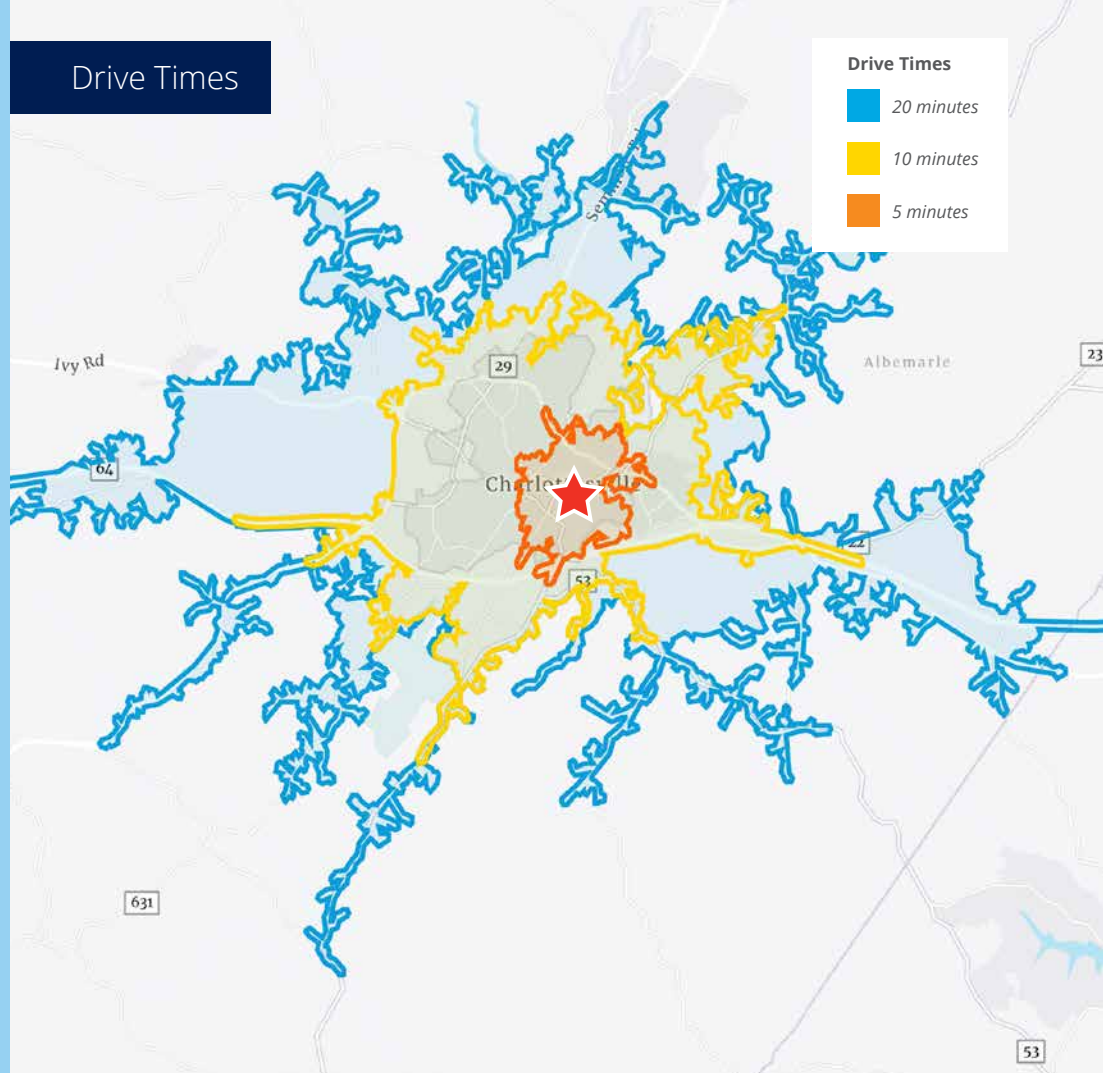 Drive Times
Drive Times
20 minutes
10 minutes
5 minutes
Ivy Rd
29
Albemarle
23
64
22
53
631
53